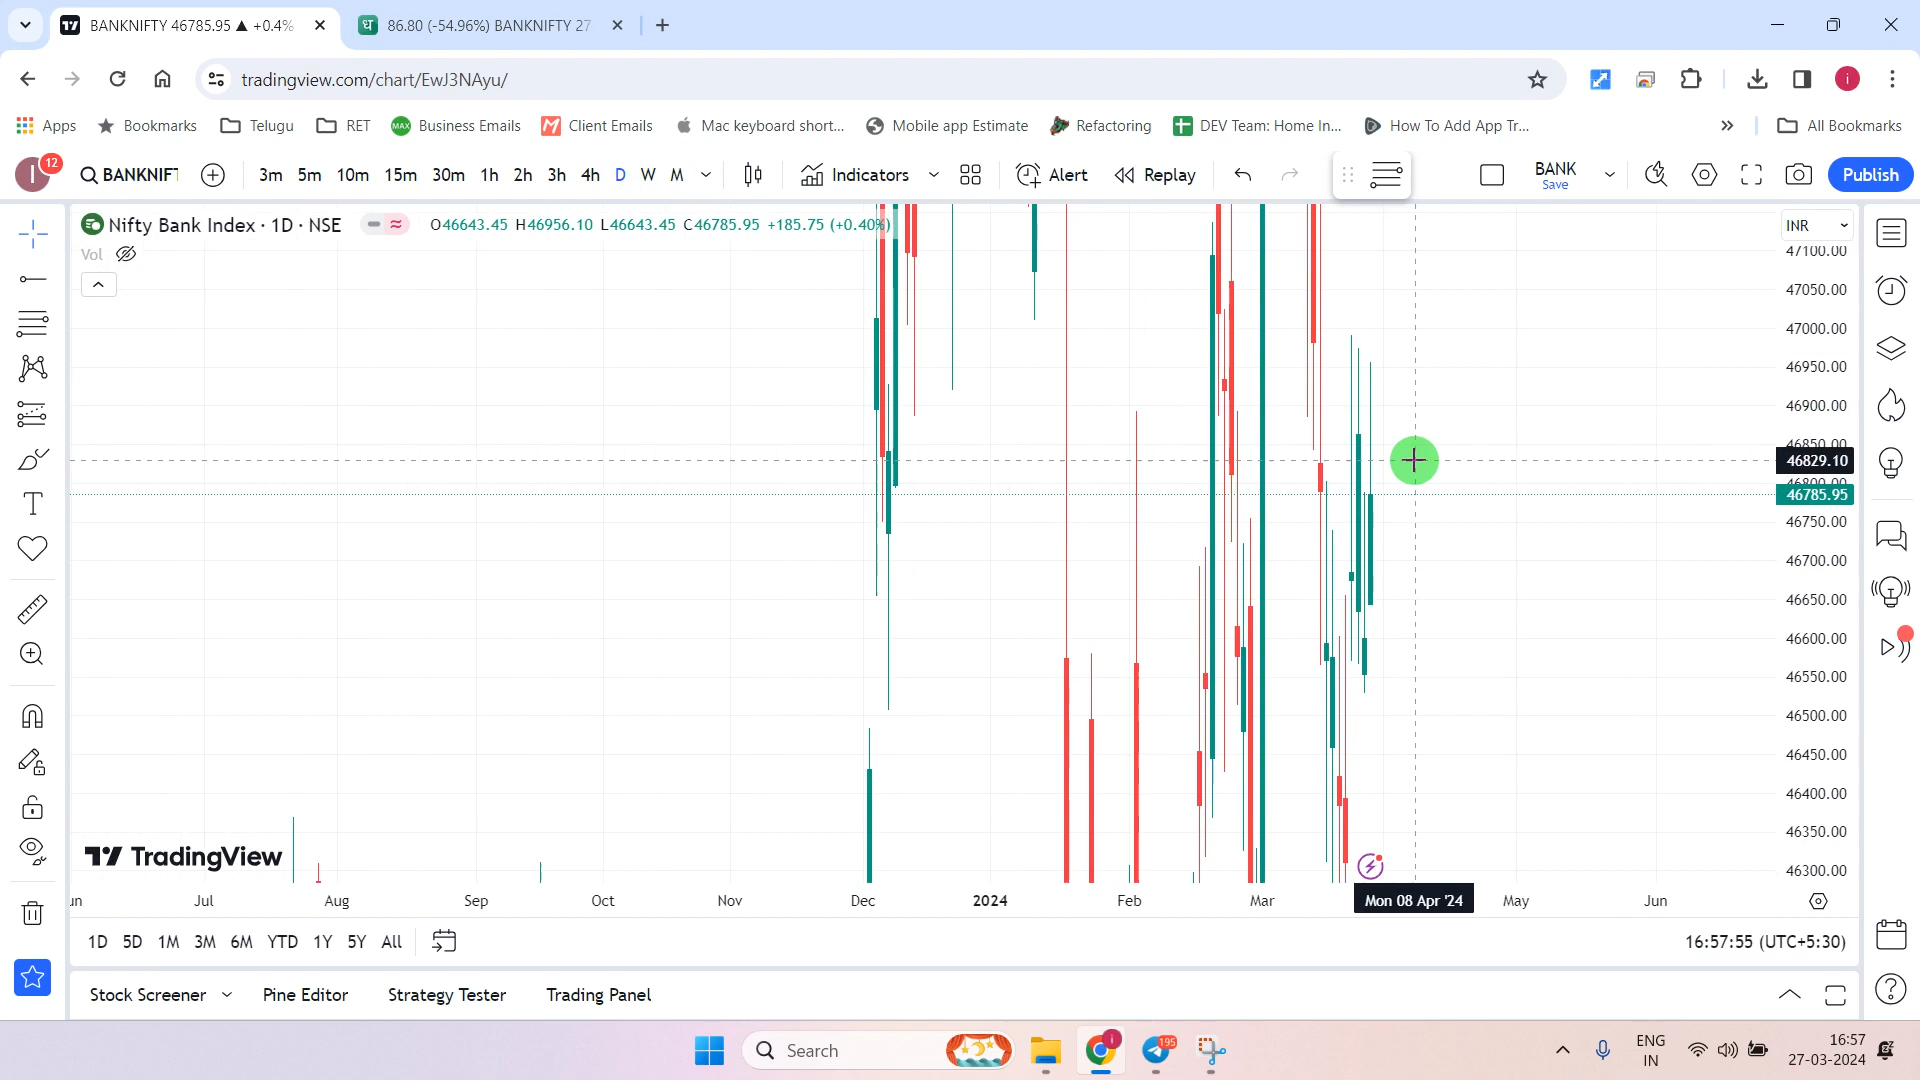 BANKNIFTY 46785.95 ▲ +0.4%
86.80 (-54.96%) BANKNIFTY 27
tradingview.com/chart/EwJ3NAyu/
Apps Bookmarks Telugu RET Business Emails Client Emails Mac keyboard short... Mobile app Estimate Refactoring DEV Team: Home In... How To Add App Tr... All Bookmarks
12 BANKNIFT 3m 5m 10m 15m 30m 1h 2h 3h 4h D W M Indicators Alert Replay BANK Save Publish
Nifty Bank Index · 1D · NSE O46643.45 H46956.10 L46643.45 C46785.95 +185.75 (+0.40%) INR
Vol
47100.00
47050.00
47000.00
46950.00
46900.00
46850.00
46829.10
46800.00
46785.95
46750.00
46700.00
46650.00
46600.00
46550.00
46500.00
46450.00
46400.00
46350.00
46300.00
TradingView
Jul Aug Sep Oct Nov Dec 2024 Feb Mar Mon 08 Apr '24 May Jun
1D 5D 1M 3M 6M YTD 1Y 5Y All 16:57:55 (UTC+5:30)
Stock Screener Pine Editor Strategy Tester Trading Panel
Search 195 ENG IN 16:57 27-03-2024